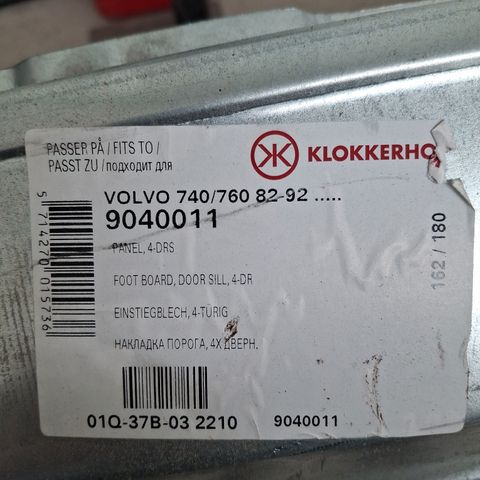 PASSER PÅ / FITS TO /
PASST ZU / подходит для
KLOKKERHO
VOLVO 740/760 82-92 .....
9040011
PANEL, 4-DRS
FOOT BOARD, DOOR SILL, 4-DR
EINSTIEGBLECH, 4-TÜRIG
НАКЛАДКА ПОРОГА, 4Х ДВЕРН.
01Q-37B-03 2210
9040011
5 714270 015736
162 / 180